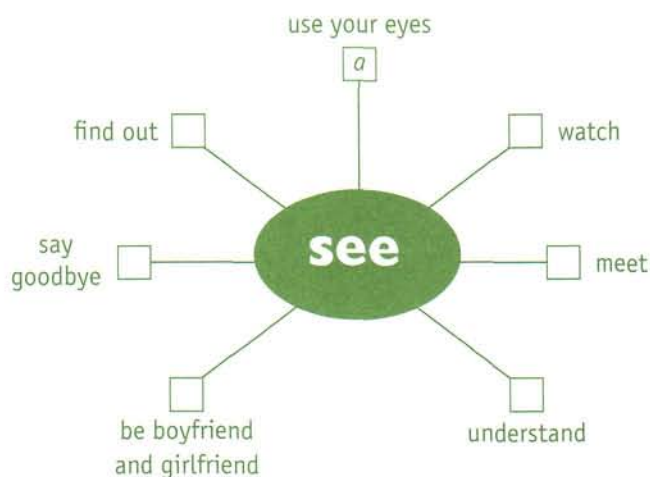 use your eyes
a
find out
watch
see
say
goodbye
meet
be boyfriend
and girlfriend
understand